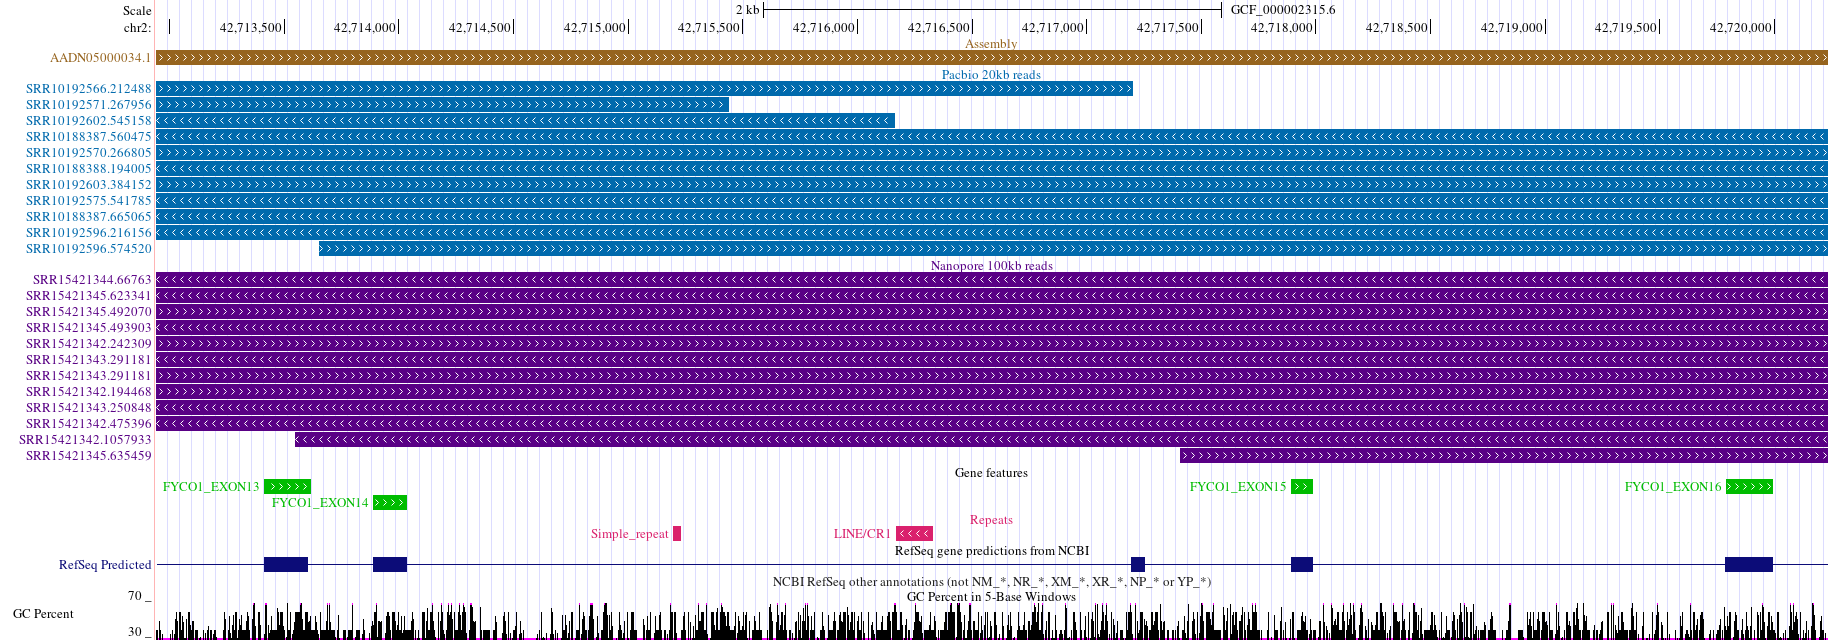 Scale 2 kb GCF_000002315.6
chr2: 42,713,500 42,714,000 42,714,500 42,715,000 42,715,500 42,716,000 42,716,500 42,717,000 42,717,500 42,718,000 42,718,500 42,719,000 42,719,500 42,720,000
Assembly
AADN05000034.1
Pacbio 20kb reads
SRR10192566.212488
SRR10192571.267956
SRR10192602.545158
SRR10188387.560475
SRR10192570.266805
SRR10188388.194005
SRR10192603.384152
SRR10192575.541785
SRR10188387.665065
SRR10192596.216156
SRR10192596.574520
Nanopore 100kb reads
SRR15421344.66763
SRR15421345.623341
SRR15421345.492070
SRR15421345.493903
SRR15421342.242309
SRR15421343.291181
SRR15421343.291181
SRR15421342.194468
SRR15421343.250848
SRR15421342.475396
SRR15421342.1057933
SRR15421345.635459
Gene features
FYCO1_EXON13 FYCO1_EXON15 FYCO1_EXON16
FYCO1_EXON14
Repeats
Simple_repeat LINE/CR1
RefSeq gene predictions from NCBI
RefSeq Predicted
NCBI RefSeq other annotations (not NM_*, NR_*, XM_*, XR_*, NP_* or YP_*)
70 _ GC Percent in 5-Base Windows
GC Percent
30 _